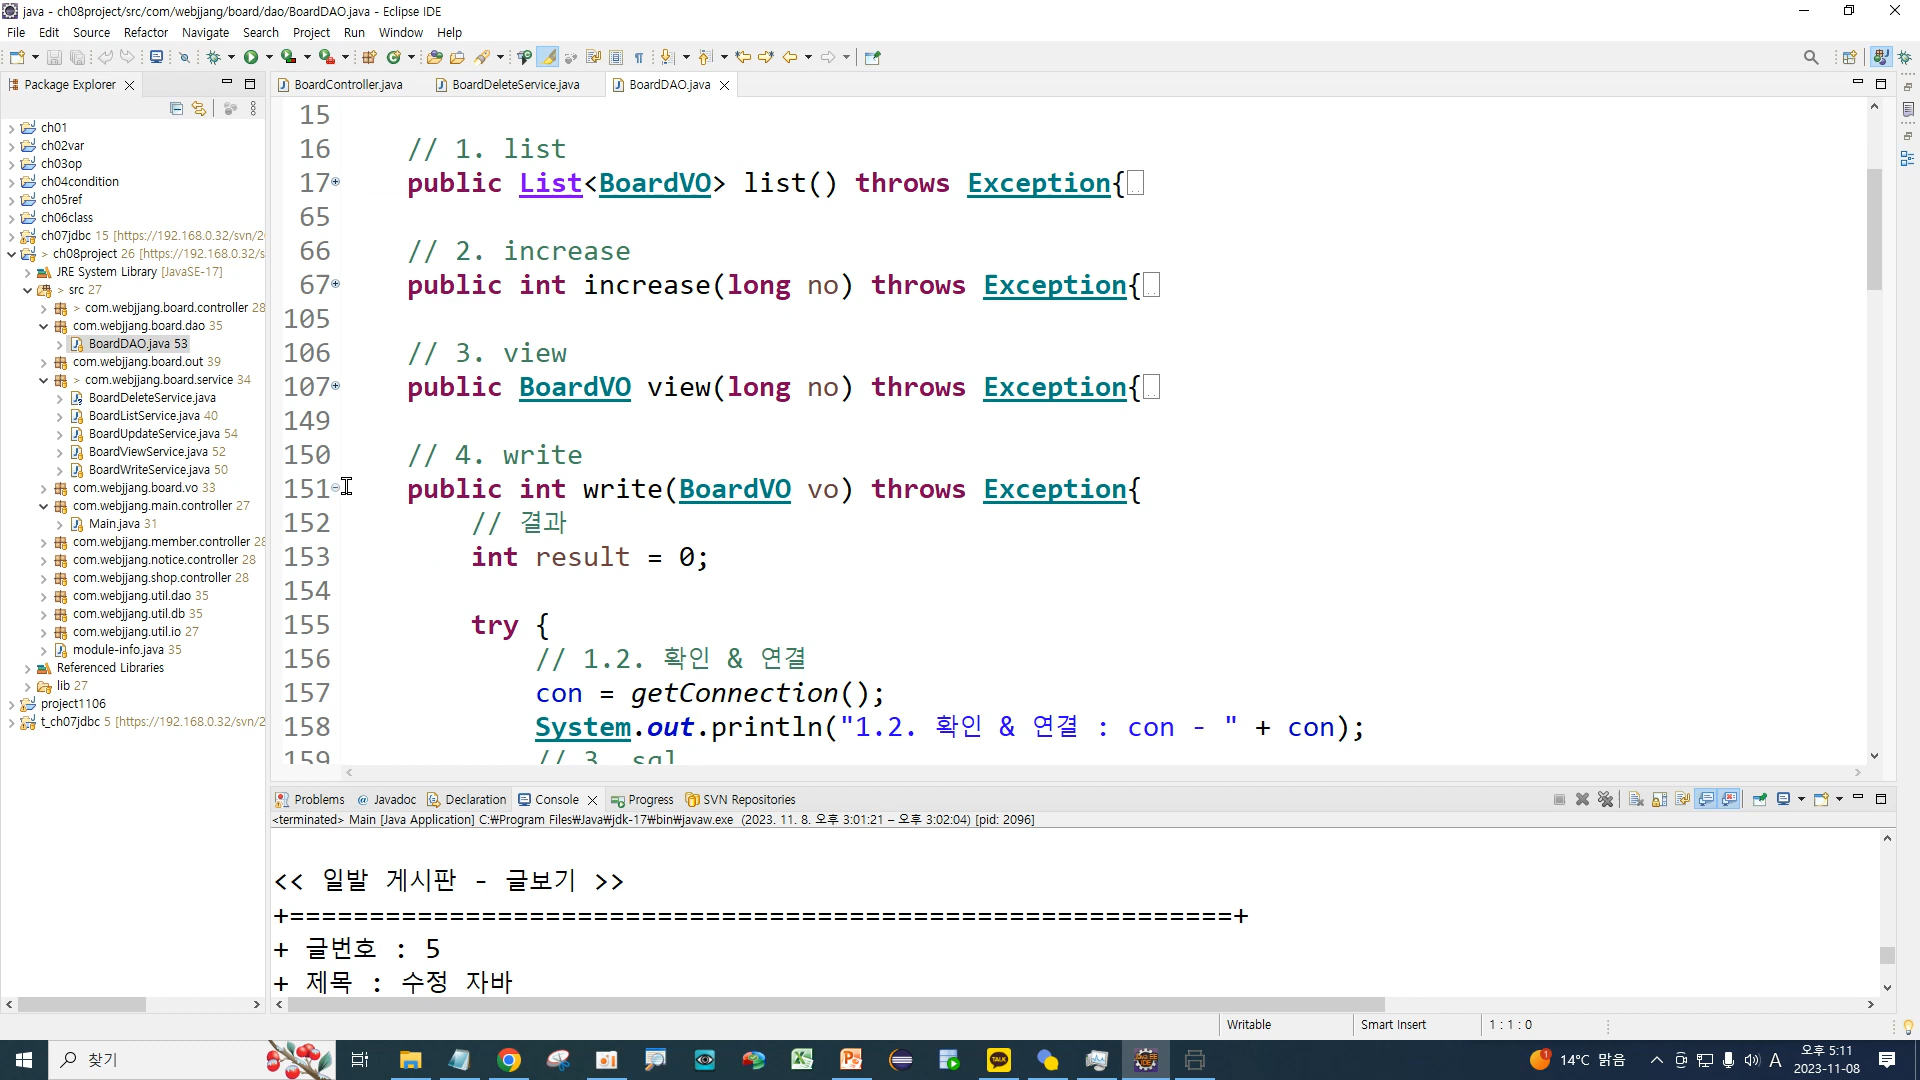 java - ch08project/src/com/webjjang/board/dao/BoardDAO.java - Eclipse IDE
File Edit Source Refactor Navigate Search Project Run Window Help
Package Explorer
BoardController.java
BoardDeleteService.java
BoardDAO.java
ch01
ch02var
ch03op
ch04condition
ch05ref
ch06class
ch07jdbc 15 [https://192.168.0.32/svn/2
> ch08project 26 [https://192.168.0.32/s
JRE System Library [JavaSE-17]
> src 27
> com.webjjang.board.controller 28
com.webjjang.board.dao 35
BoardDAO.java 53
com.webjjang.board.out 39
> com.webjjang.board.service 34
BoardDeleteService.java
BoardListService.java 40
BoardUpdateService.java 54
BoardViewService.java 52
BoardWriteService.java 50
com.webjjang.board.vo 33
com.webjjang.main.controller 27
Main.java 31
com.webjjang.member.controller 28
com.webjjang.notice.controller 28
com.webjjang.shop.controller 28
com.webjjang.util.dao 35
com.webjjang.util.db 35
com.webjjang.util.io 27
module-info.java 35
Referenced Libraries
lib 27
project1106
t_ch07jdbc 5 [https://192.168.0.32/svn/2
15
16 // 1. list
17 public List<BoardVO> list() throws Exception{
65
66 // 2. increase
67 public int increase(long no) throws Exception{
105
106 // 3. view
107 public BoardVO view(long no) throws Exception{
149
150 // 4. write
151 public int write(BoardVO vo) throws Exception{
152 // 결과
153 int result = 0;
154
155 try {
156 // 1.2. 확인 & 연결
157 con = getConnection();
158 System.out.println("1.2. 확인 & 연결 : con - " + con);
159 // 3. sql
Problems @ Javadoc Declaration Console Progress SVN Repositories
<terminated> Main [Java Application] C:₩Program Files₩Java₩jdk-17₩bin₩javaw.exe (2023. 11. 8. 오후 3:01:21 – 오후 3:02:04) [pid: 2096]
<< 일발 게시판 - 글보기 >>
+===========================================================+
+ 글번호 : 5
+ 제목 : 수정 자바
Writable Smart Insert 1 : 1 : 0
찾기
TALK
1
14°C 맑음
A
오후 5:11
2023-11-08